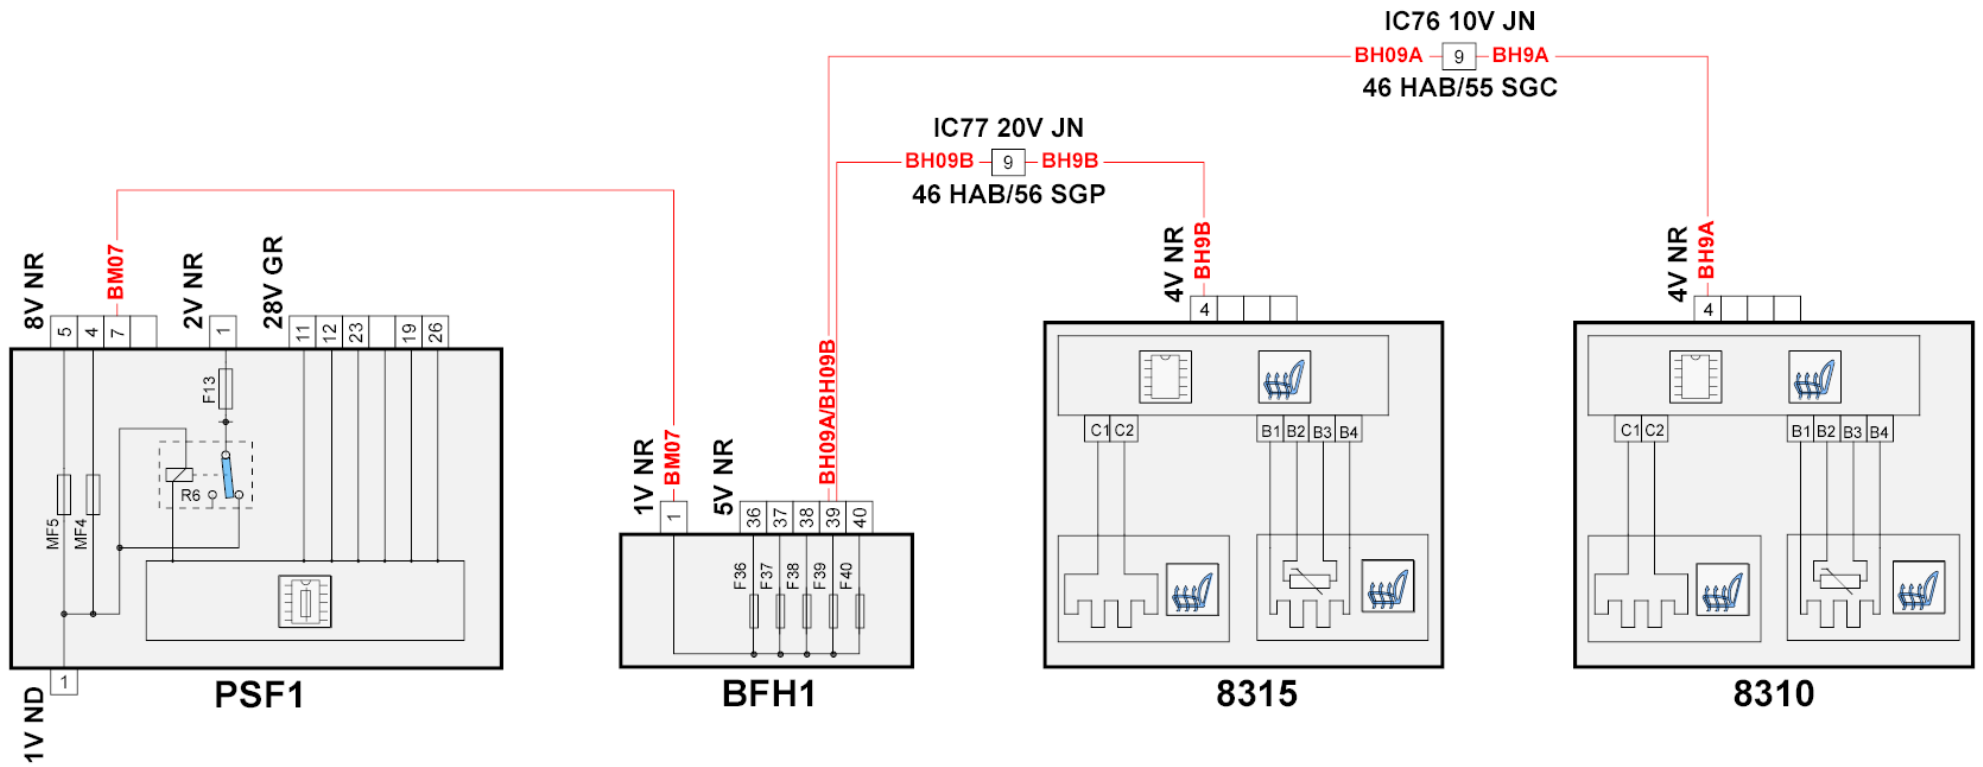 IC76 10V JN
BH09A 9 BH9A
46 HAB/55 SGC
IC77 20V JN
BH09B 9 BH9B
46 HAB/56 SGP
8V NR
BM07
2V NR
28V GR
5 4 7
1
11 12 23 19 26
F13
R6
MF5
MF4
1
1V ND
PSF1
1V NR
BM07
5V NR
BH09A/BH09B
1
36 37 38 39 40
F36 F37 F38 F39 F40
BFH1
4V NR
BH9B
4
C1 C2
B1 B2 B3 B4
8315
4V NR
BH9A
4
C1 C2
B1 B2 B3 B4
8310